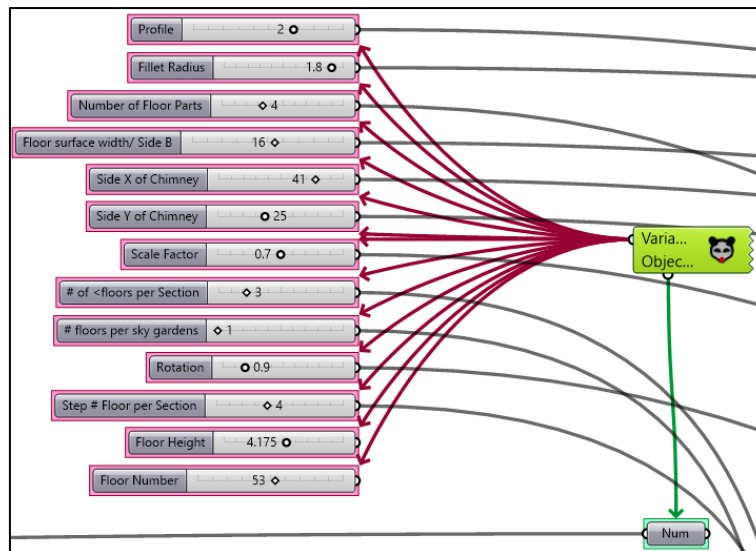 Profile 2
Fillet Radius 1.8
Number of Floor Parts 4
Floor surface width/ Side B 16
Side X of Chimney 41
Side Y of Chimney 25
Scale Factor 0.7
# of <floors per Section 3
# floors per sky gardens 1
Rotation 0.9
Step # Floor per Section 4
Floor Height 4.175
Floor Number 53
Varia...
Objec...
Num